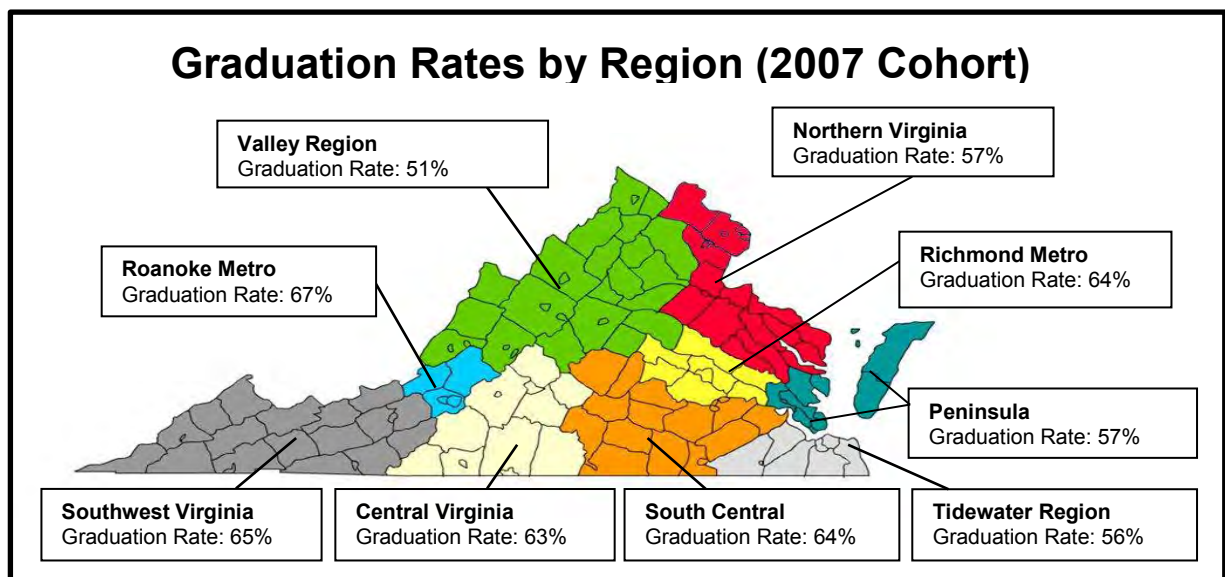 Graduation Rates by Region (2007 Cohort)
Valley Region
Graduation Rate: 51%
Northern Virginia
Graduation Rate: 57%
Roanoke Metro
Graduation Rate: 67%
Richmond Metro
Graduation Rate: 64%
Peninsula
Graduation Rate: 57%
Southwest Virginia
Graduation Rate: 65%
Central Virginia
Graduation Rate: 63%
South Central
Graduation Rate: 64%
Tidewater Region
Graduation Rate: 56%